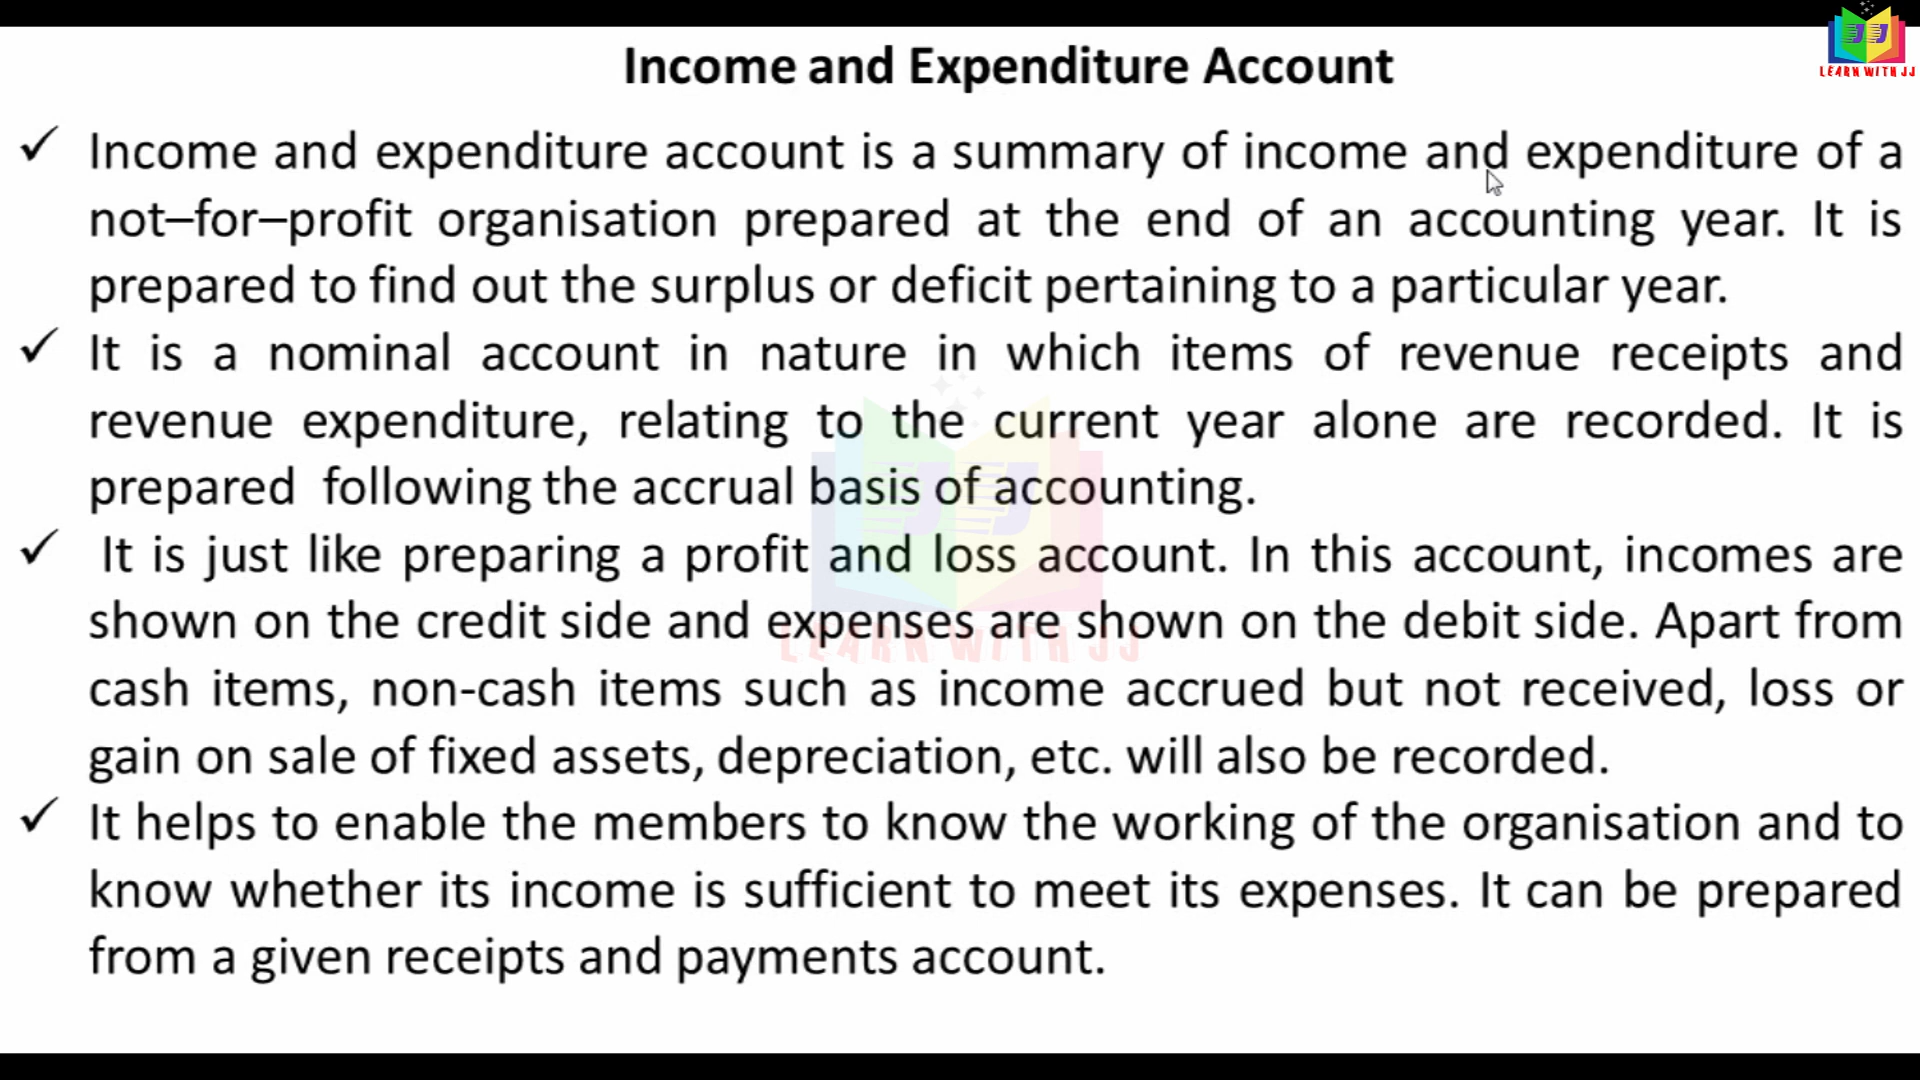 LEARN WITH JJ
Income and Expenditure Account
✓ Income and expenditure account is a summary of income and expenditure of a
not–for–profit organisation prepared at the end of an accounting year. It is
prepared to find out the surplus or deficit pertaining to a particular year.
✓ It is a nominal account in nature in which items of revenue receipts and
revenue expenditure, relating to the current year alone are recorded. It is
prepared following the accrual basis of accounting.
✓ It is just like preparing a profit and loss account. In this account, incomes are
shown on the credit side and expenses are shown on the debit side. Apart from
cash items, non-cash items such as income accrued but not received, loss or
gain on sale of fixed assets, depreciation, etc. will also be recorded.
✓ It helps to enable the members to know the working of the organisation and to
know whether its income is sufficient to meet its expenses. It can be prepared
from a given receipts and payments account.
JJ
LEARN WITH JJ